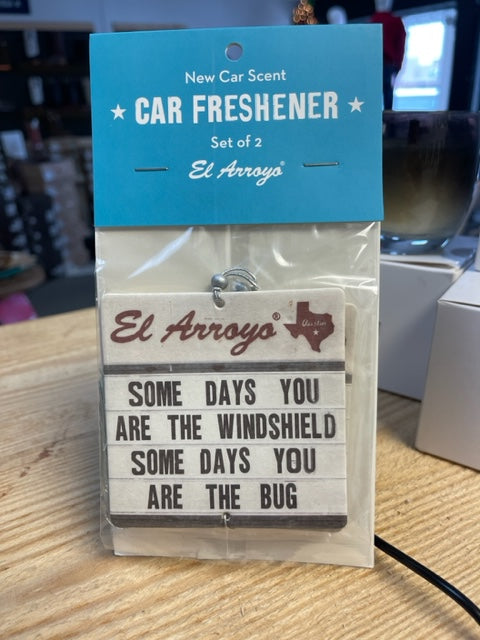 New Car Scent
★ CAR FRESHENER ★
Set of 2
El Arroyo®
El Arroyo®
Austin
SOME DAYS YOU
ARE THE WINDSHIELD
SOME DAYS YOU
ARE THE BUG